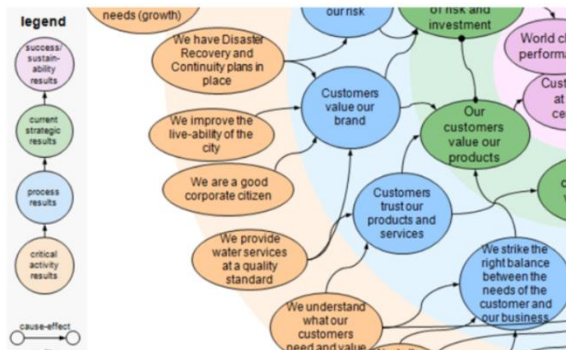 legend
success/
sustain-
ability
results
current
strategic
results
process
results
critical
activity
results
cause-effect
needs (growth)
We have Disaster
Recovery and
Continuity plans in
place
We improve the
live-ability of the
city
We are a good
corporate citizen
We provide
water services
at a quality
standard
We understand
what our
customers
need and value
our risk
Customers
value our
brand
Customers
trust our
products and
services
We strike the
right balance
between the
needs of the
customer and
our business
of risk and
investment
Our
customers
value our
products
World cl
performa
Cust
at
ce